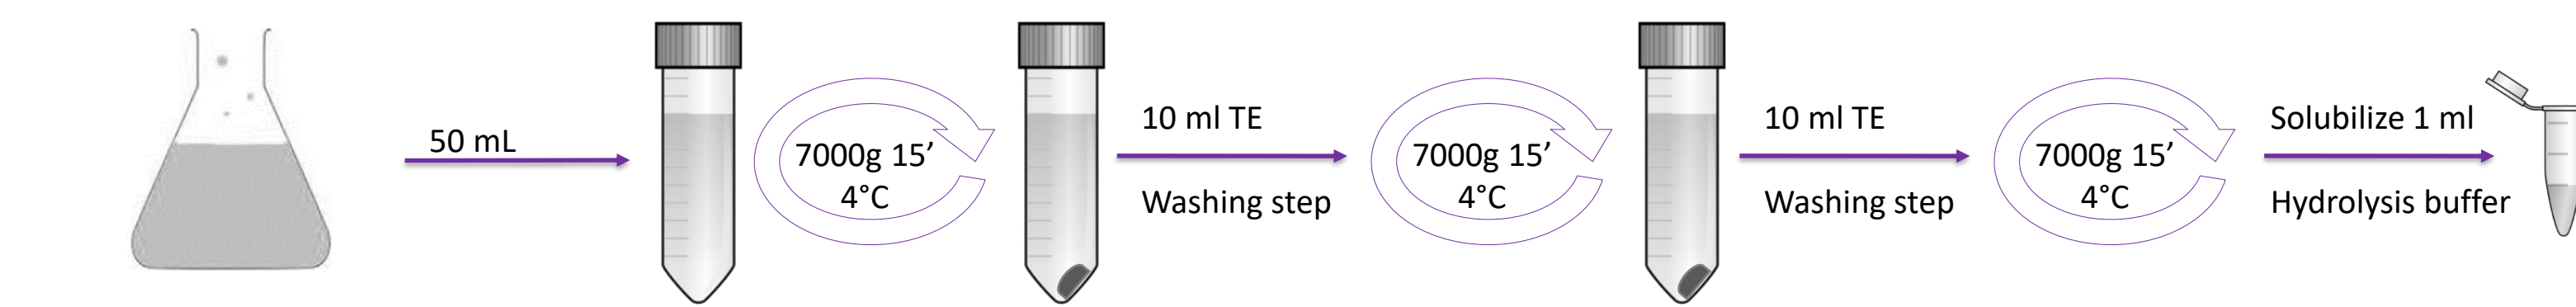 50 mL
7000g 15’
4°C
10 ml TE
Washing step
7000g 15’
4°C
10 ml TE
Washing step
7000g 15’
4°C
Solubilize 1 ml
Hydrolysis buffer